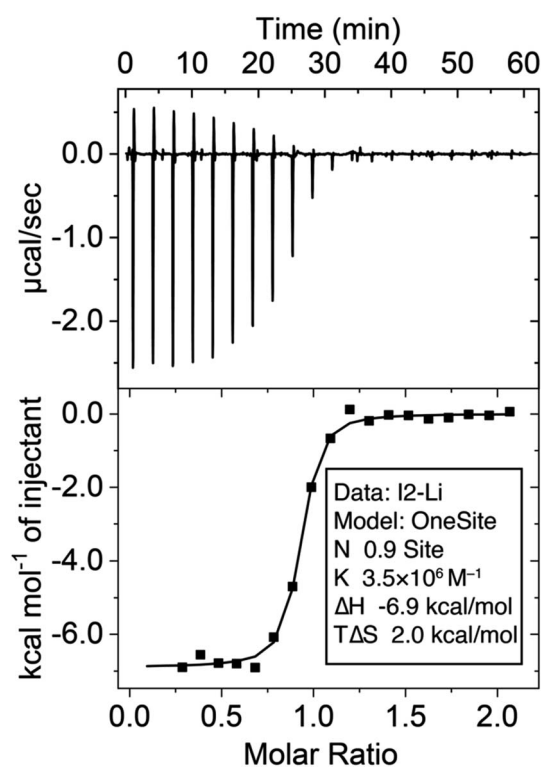 Time (min)
0 10 20 30 40 50 60
0.0
-1.0
-2.0
µcal/sec
0.0
-2.0
-4.0
-6.0
kcal mol⁻¹ of injectant
Data: I2-Li
Model: OneSite
N 0.9 Site
K 3.5×10⁶ M⁻¹
ΔH -6.9 kcal/mol
TΔS 2.0 kcal/mol
0.0 0.5 1.0 1.5 2.0
Molar Ratio